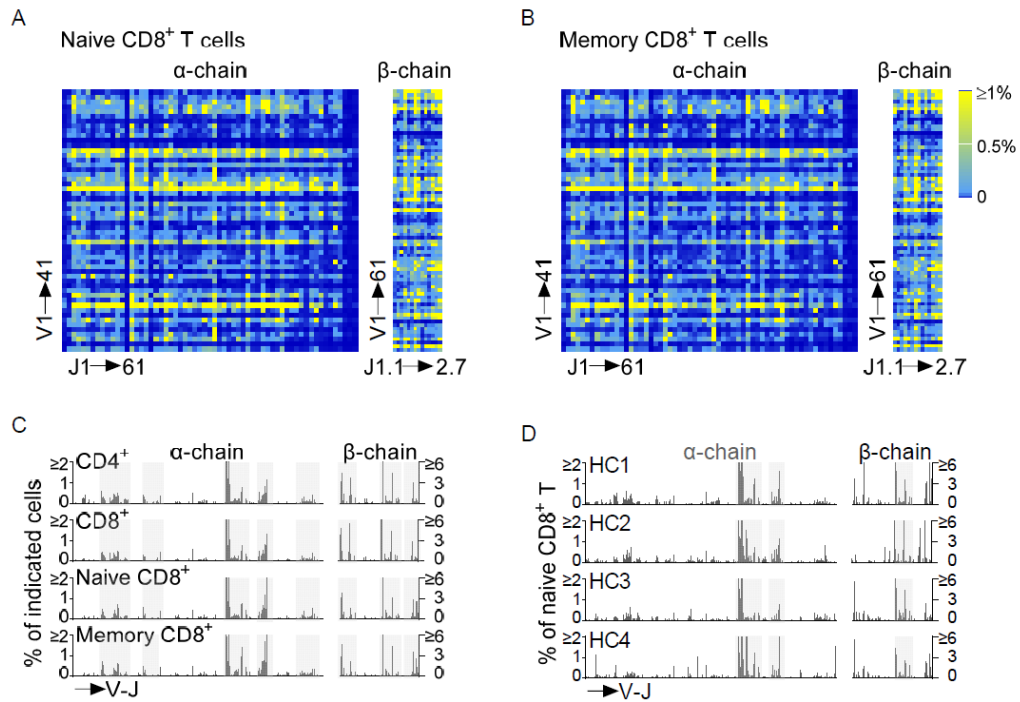 A
Naive CD8+ T cells
α-chain
β-chain
V1→41
J1→61
V1→61
J1.1→2.7
B
Memory CD8+ T cells
α-chain
β-chain
≥1%
0.5%
0
V1→41
J1→61
V1→61
J1.1→2.7
C
α-chain
β-chain
% of indicated cells
CD4+
≥2
1
0
≥6
3
0
CD8+
≥2
1
0
≥6
3
0
Naive CD8+
≥2
1
0
≥6
3
0
Memory CD8+
≥2
1
0
≥6
3
0
→V-J
D
α-chain
β-chain
% of naive CD8+ T
HC1
≥2
1
0
≥6
3
0
HC2
≥2
1
0
≥6
3
0
HC3
≥2
1
0
≥6
3
0
HC4
≥2
1
0
≥6
3
0
→V-J